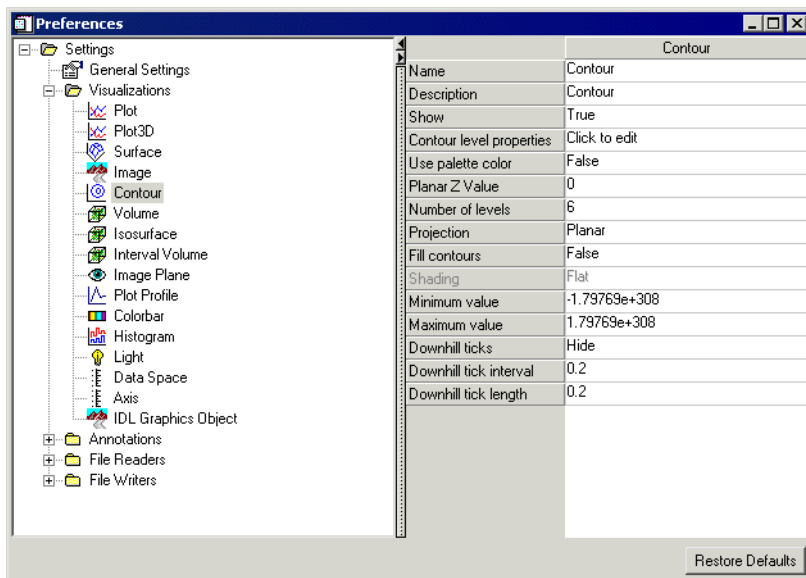 Preferences
Settings
General Settings
Visualizations
Plot
Plot3D
Surface
Image
Contour
Volume
Isosurface
Interval Volume
Image Plane
Plot Profile
Colorbar
Histogram
Light
Data Space
Axis
IDL Graphics Object
Annotations
File Readers
File Writers
Contour
Name Contour
Description Contour
Show True
Contour level properties Click to edit
Use palette color False
Planar Z Value 0
Number of levels 6
Projection Planar
Fill contours False
Shading Flat
Minimum value -1.79769e+308
Maximum value 1.79769e+308
Downhill ticks Hide
Downhill tick interval 0.2
Downhill tick length 0.2
Restore Defaults